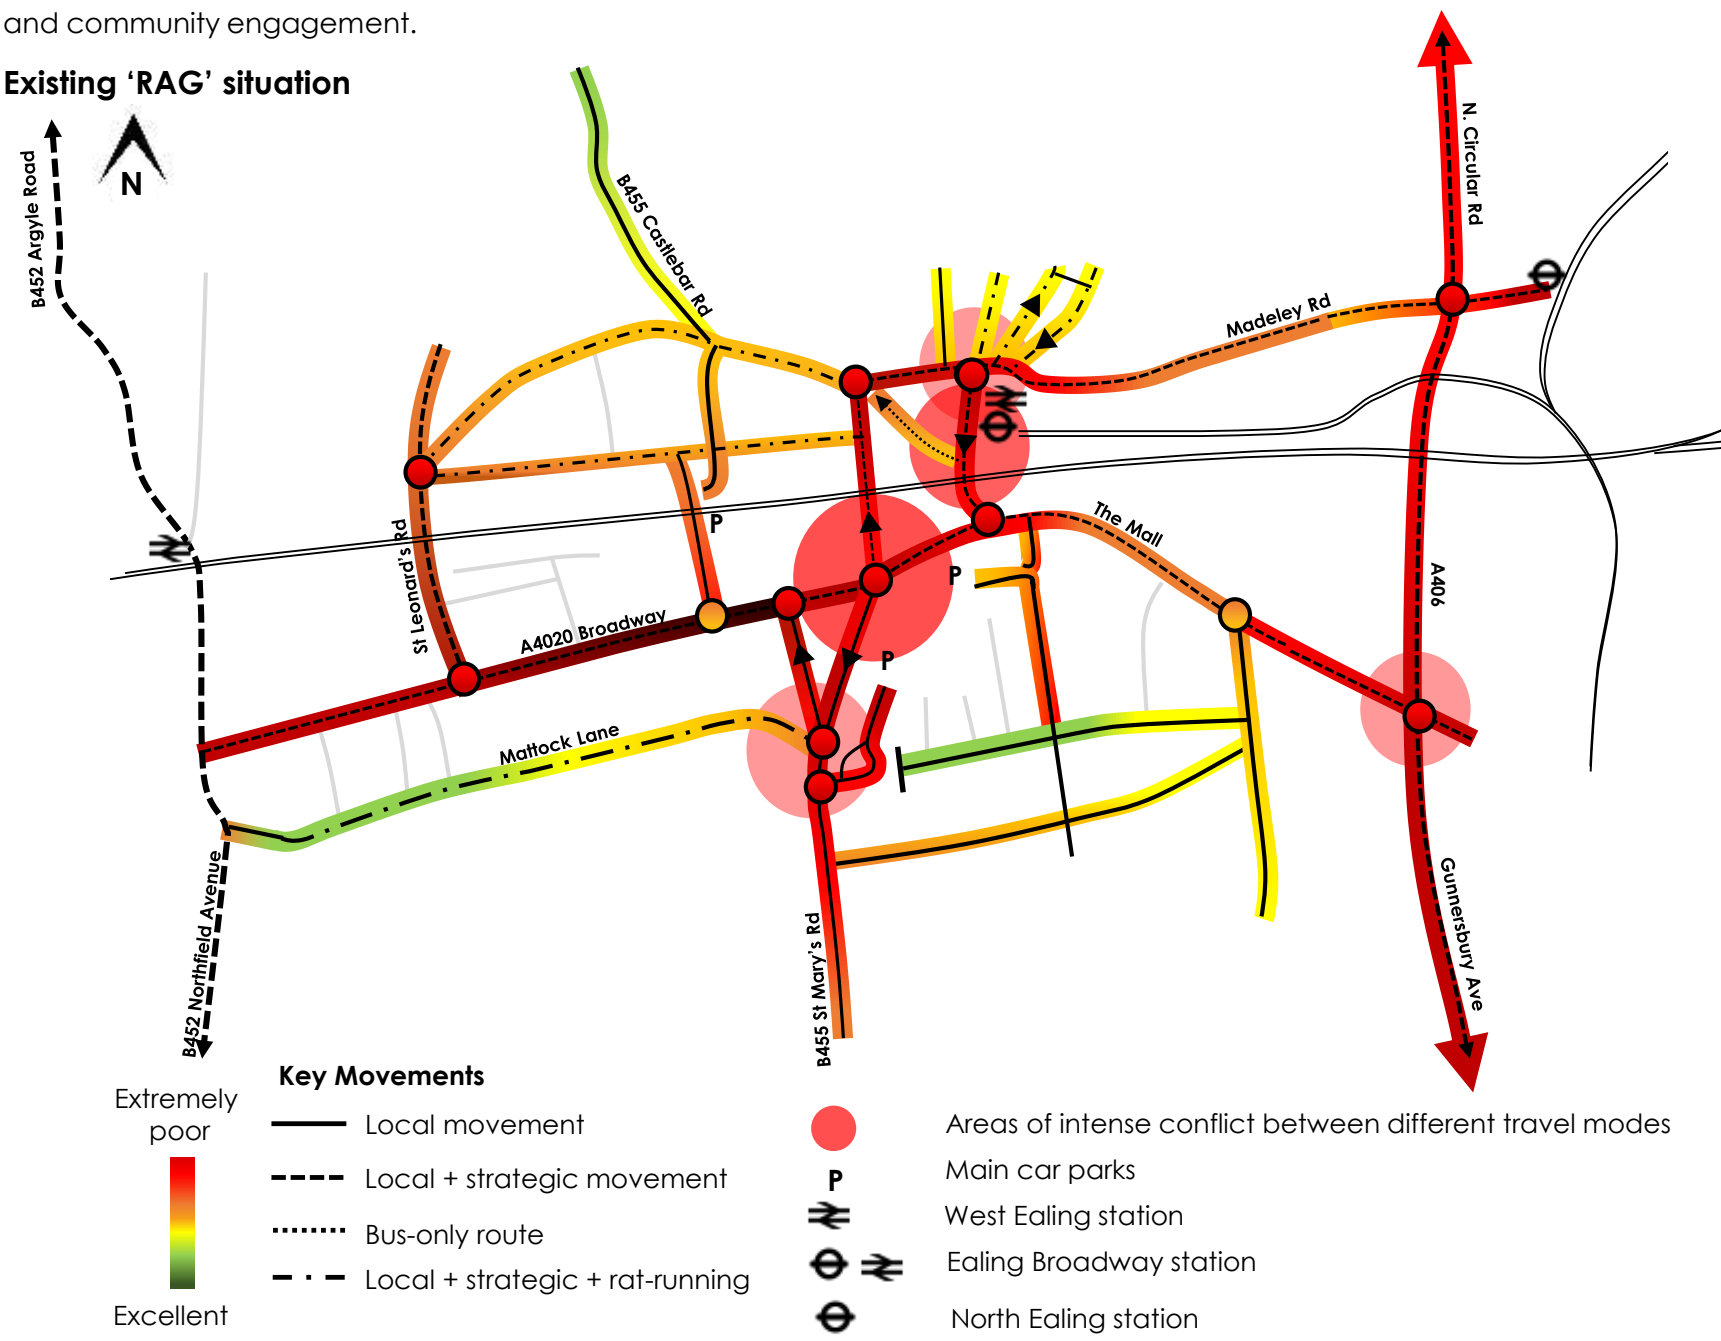 and community engagement.
Existing ‘RAG’ situation
N
B452 Argyle Road
B455 Castlebar Rd
N. Circular Rd
Madeley Rd
St Leonard's Rd
P
The Mall
P
A406
A4020 Broadway
P
Mattock Lane
B452 Northfield Avenue
B455 St Mary's Rd
Gunnersbury Ave
Extremely
poor
Excellent
Key Movements
Local movement
Local + strategic movement
Bus-only route
Local + strategic + rat-running
Areas of intense conflict between different travel modes
P
Main car parks
West Ealing station
Ealing Broadway station
North Ealing station